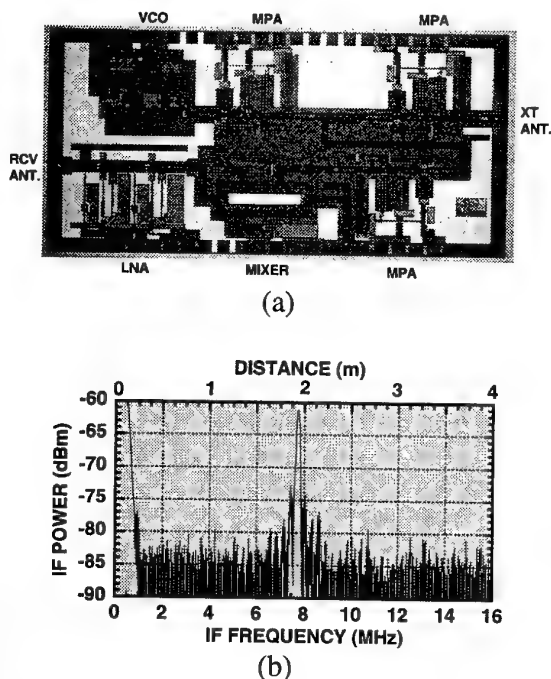 VCO MPA MPA
RCV ANT.
XT ANT.
LNA MIXER MPA
(a)
DISTANCE (m)
0 1 2 3 4
IF POWER (dBm)
-60
-65
-70
-75
-80
-85
-90
0 2 4 6 8 10 12 14 16
IF FREQUENCY (MHz)
(b)